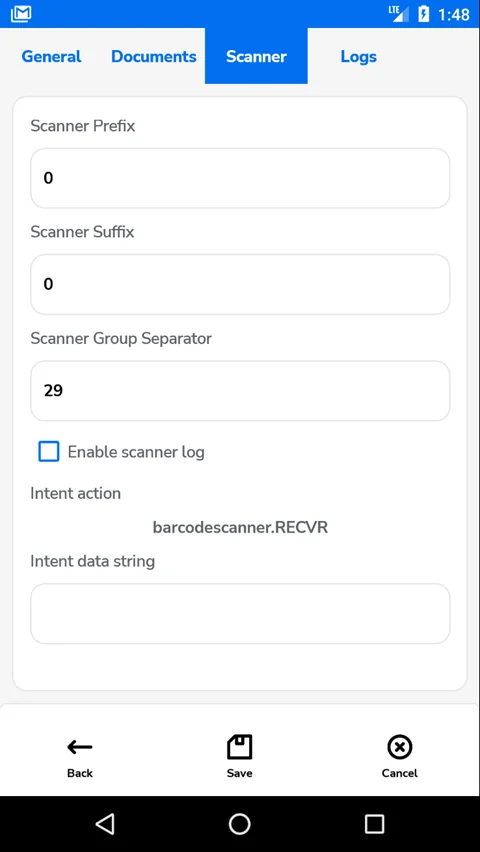 LTE 1:48
General Documents Scanner Logs
Scanner Prefix
0
Scanner Suffix
0
Scanner Group Separator
29
Enable scanner log
Intent action
barcodescanner.RECVR
Intent data string
Back Save Cancel